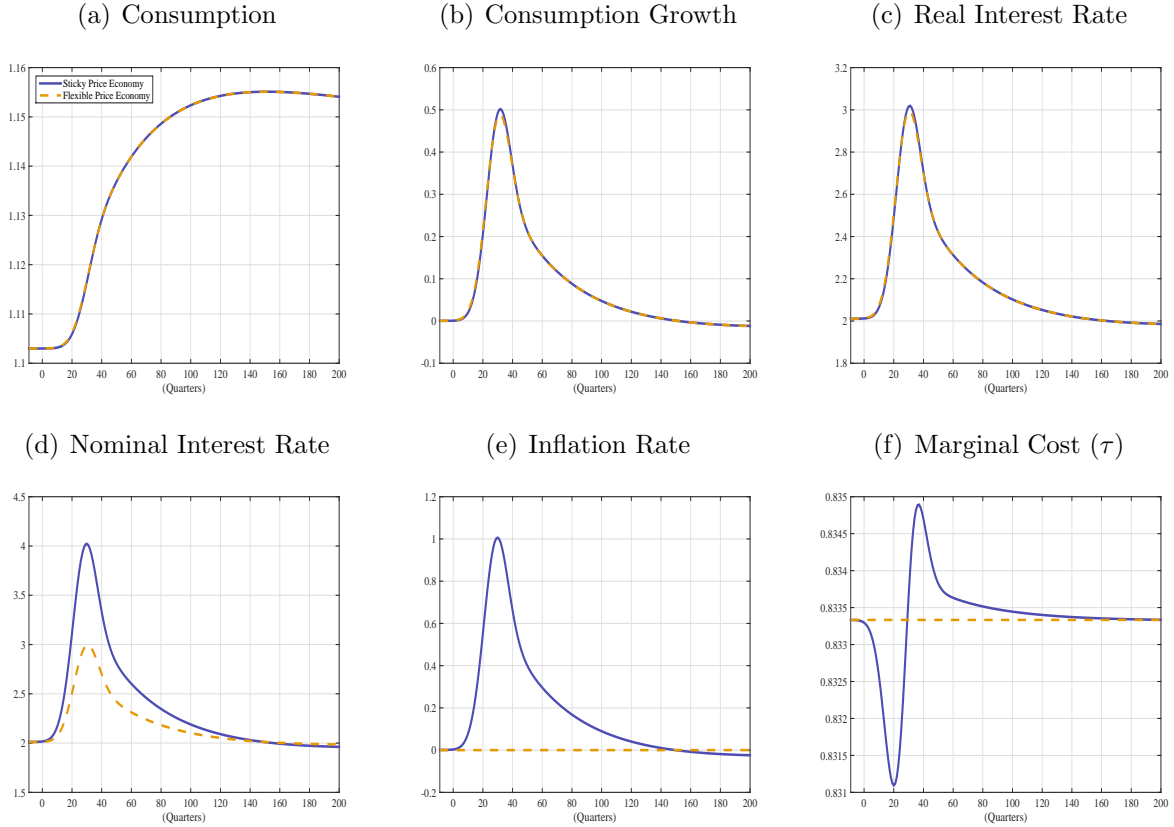 (a) Consumption
1.16
1.15
1.14
1.13
1.12
1.11
1.1
Sticky Price Economy
Flexible Price Economy
0 20 40 60 80 100 120 140 160 180 200
(Quarters)
(b) Consumption Growth
0.6
0.5
0.4
0.3
0.2
0.1
0
-0.1
0 20 40 60 80 100 120 140 160 180 200
(Quarters)
(c) Real Interest Rate
3.2
3
2.8
2.6
2.4
2.2
2
1.8
0 20 40 60 80 100 120 140 160 180 200
(Quarters)
(d) Nominal Interest Rate
4.5
4
3.5
3
2.5
2
1.5
0 20 40 60 80 100 120 140 160 180 200
(Quarters)
(e) Inflation Rate
1.2
1
0.8
0.6
0.4
0.2
0
-0.2
0 20 40 60 80 100 120 140 160 180 200
(Quarters)
(f) Marginal Cost (τ)
0.835
0.8345
0.834
0.8335
0.833
0.8325
0.832
0.8315
0.831
0 20 40 60 80 100 120 140 160 180 200
(Quarters)